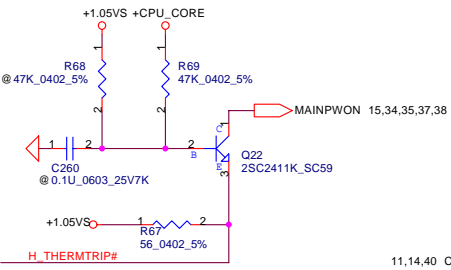 +1.05VS +CPU_CORE
1 1
R68 R69
@ 47K_0402_5% 47K_0402_5%
2 2
MAINPWON 15,34,35,37,38
1
C
1 2 2
B
Q22
E
2SC2411K_SC59
3
C260
@ 0.1U_0603_25V7K
+1.05VS 1 2
R67
56_0402_5%
H_THERMTRIP#
11,14,40 C